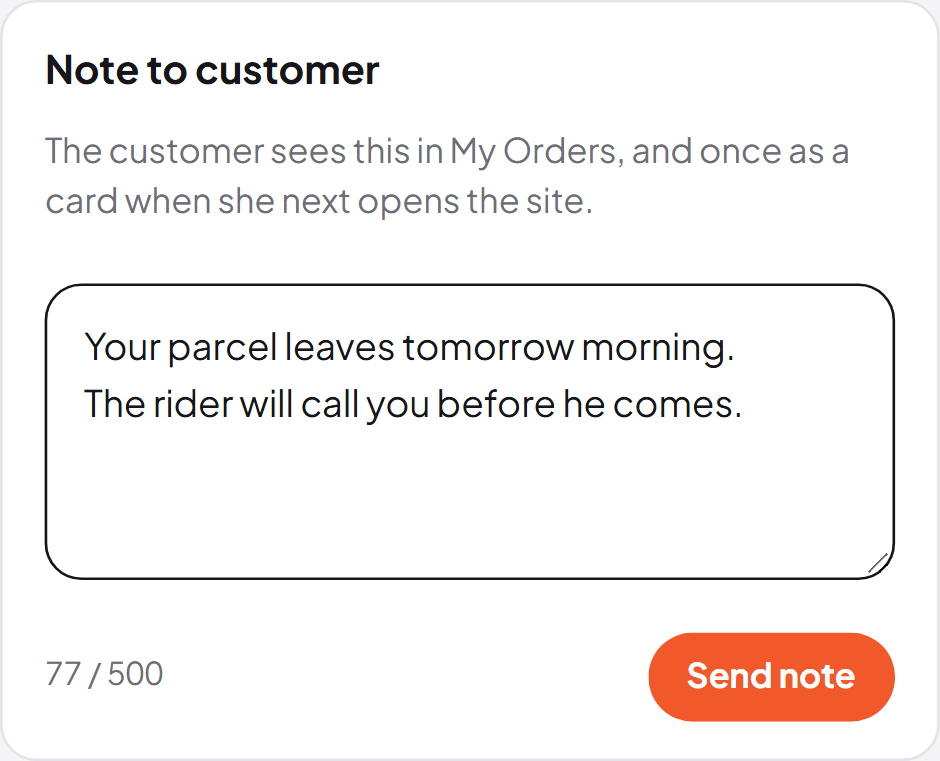 Note to customer
The customer sees this in My Orders, and once as a
card when she next opens the site.
Your parcel leaves tomorrow morning.
The rider will call you before he comes.
77 / 500
Send note